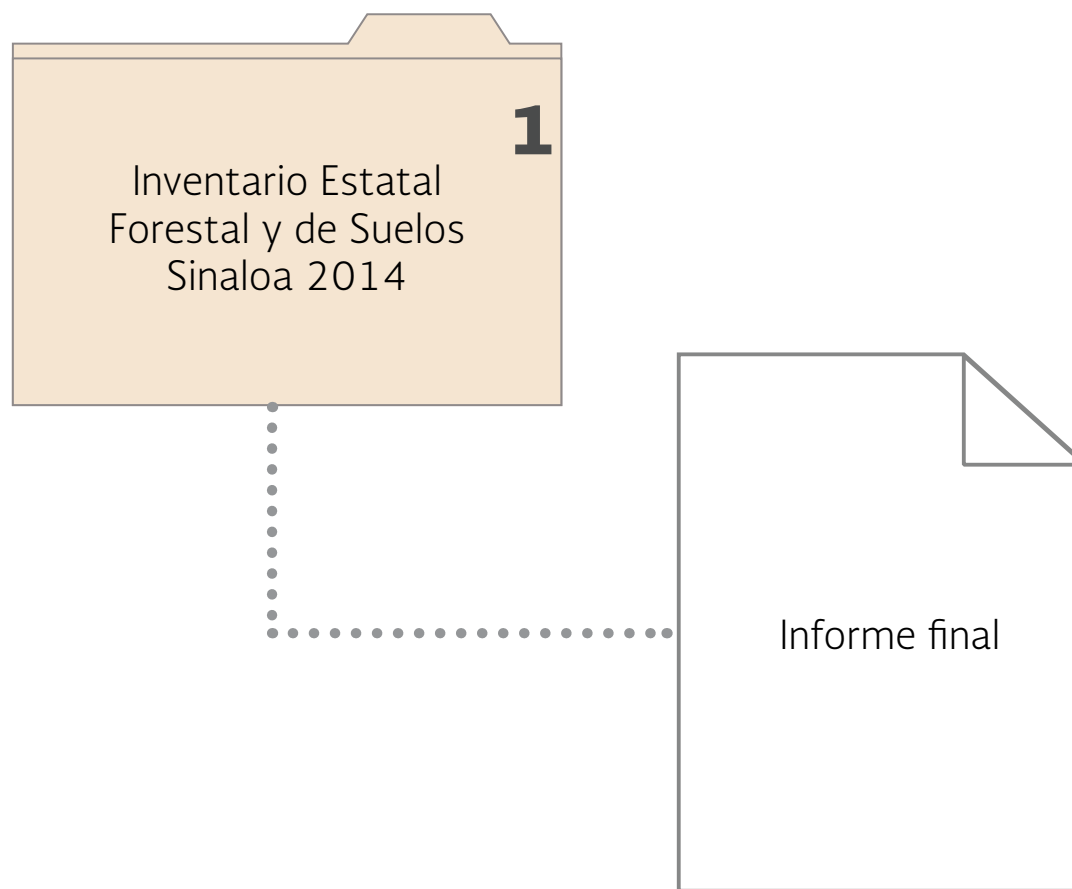 1
Inventario Estatal
Forestal y de Suelos
Sinaloa 2014
Informe final